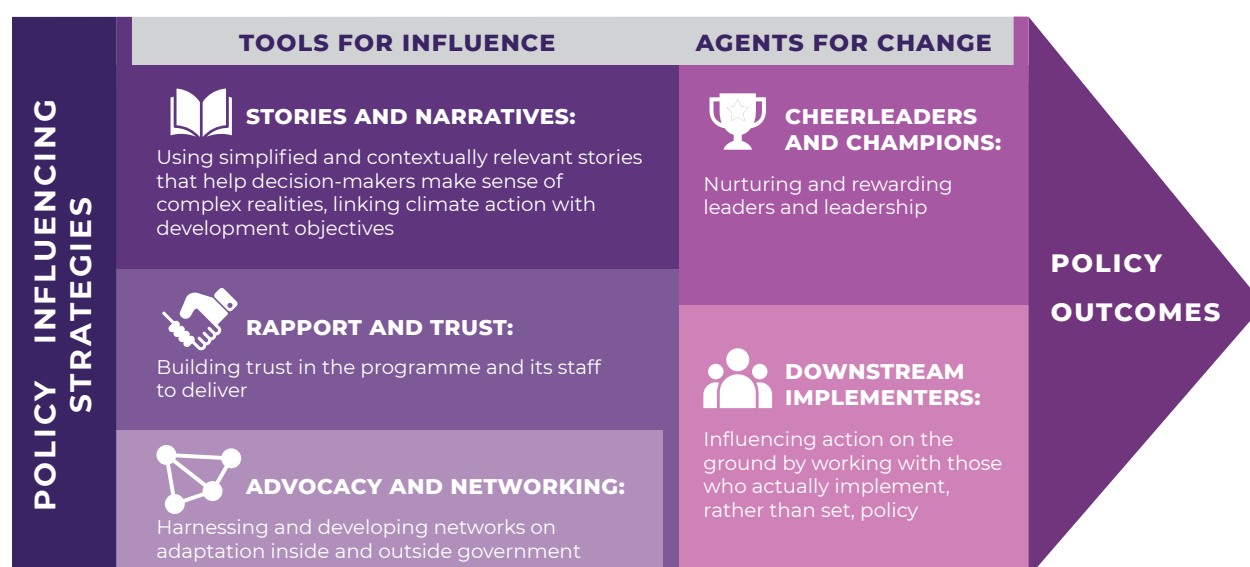 POLICY INFLUENCING
STRATEGIES
TOOLS FOR INFLUENCE
STORIES AND NARRATIVES:
Using simplified and contextually relevant stories
that help decision-makers make sense of
complex realities, linking climate action with
development objectives
RAPPORT AND TRUST:
Building trust in the programme and its staff
to deliver
ADVOCACY AND NETWORKING:
Harnessing and developing networks on
adaptation inside and outside government
AGENTS FOR CHANGE
CHEERLEADERS
AND CHAMPIONS:
Nurturing and rewarding
leaders and leadership
DOWNSTREAM
IMPLEMENTERS:
Influencing action on the
ground by working with those
who actually implement,
rather than set, policy
POLICY
OUTCOMES